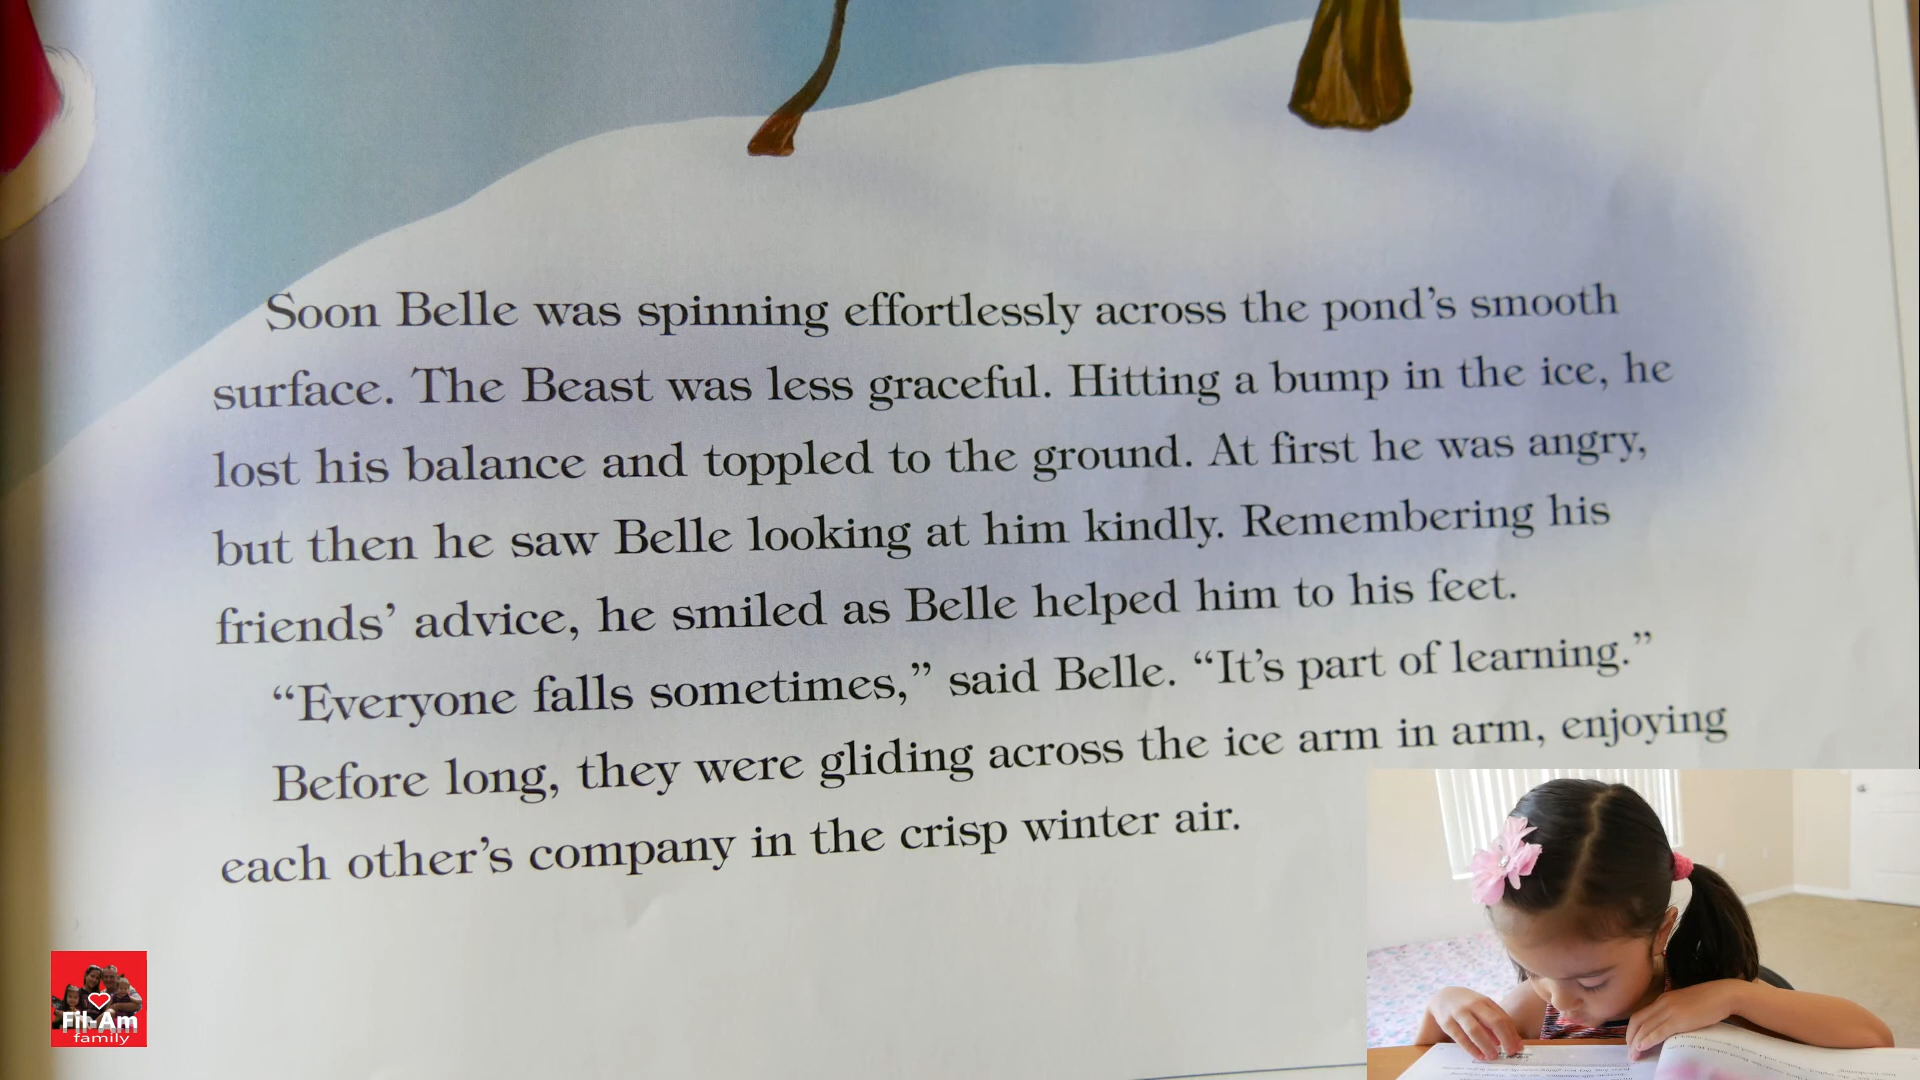 Soon Belle was spinning effortlessly across the pond’s smooth
surface. The Beast was less graceful. Hitting a bump in the ice, he
lost his balance and toppled to the ground. At first he was angry,
but then he saw Belle looking at him kindly. Remembering his
friends’ advice, he smiled as Belle helped him to his feet.
“Everyone falls sometimes,” said Belle. “It’s part of learning.”
Before long, they were gliding across the ice arm in arm, enjoying
each other’s company in the crisp winter air.
Fil-Am
family